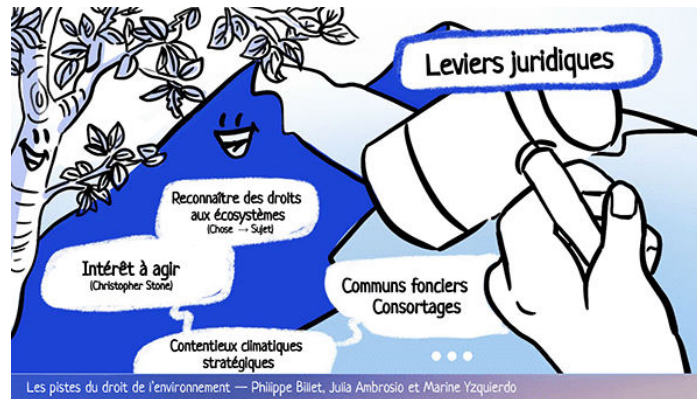 Leviers juridiques
Reconnaître des droits
aux écosystèmes
(Chose → Sujet)
Intérêt à agir
(Christopher Stone)
Communs fonciers
Consortages
Contentieux climatiques
stratégiques
...
Les pistes du droit de l'environnement — Philippe Billet, Julia Ambrosio et Marine Yzquierdo